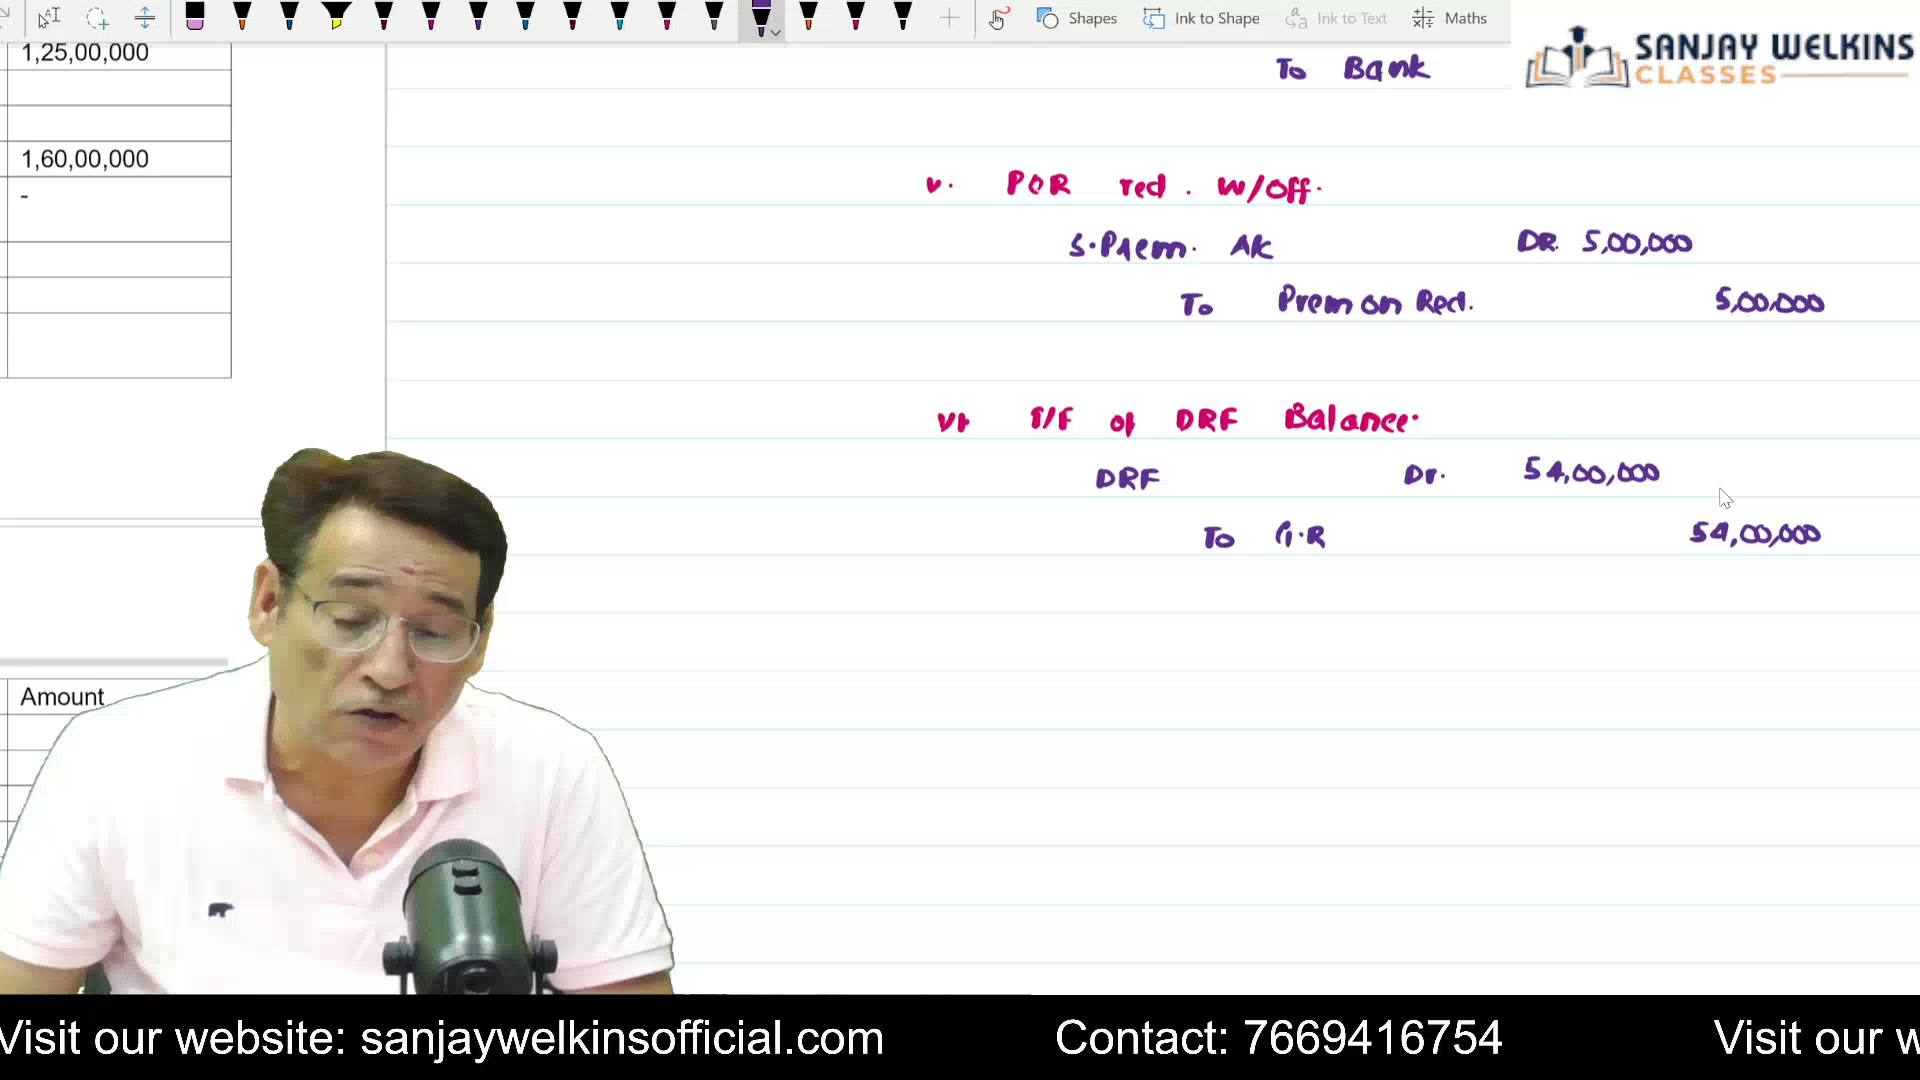 Shapes Ink to Shape Ink to Text Maths
SANJAY WELKINS
CLASSES
1,25,00,000
To Bank
1,60,00,000
-
v. POR red. W/off.
S.Prem. A/c DR. 5,00,000
To Prem on Red. 5,00,000
VI T/F of DRF Balance.
DRF Dr. 54,00,000
To G.R 54,00,000
Amount
Visit our website: sanjaywelkinsofficial.com Contact: 7669416754 Visit our w